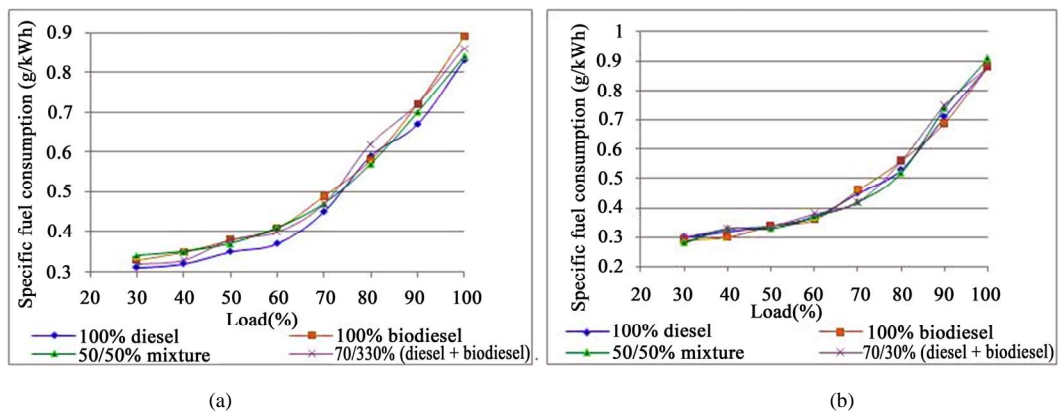 Specific fuel consumption (g/kWh)
0.9
0.8
0.7
0.6
0.5
0.4
0.3
20 30 40 50 60 70 80 90 100
Load(%)
100% diesel
100% biodiesel
50/50% mixture
70/330% (diesel + biodiesel)
(a)
Specific fuel consumption (g/kWh)
1
0.9
0.8
0.7
0.6
0.5
0.4
0.3
0.2
20 30 40 50 60 70 80 90 100
Load(%)
100% diesel
100% biodiesel
50/50% mixture
70/30% (diesel + biodiesel)
(b)